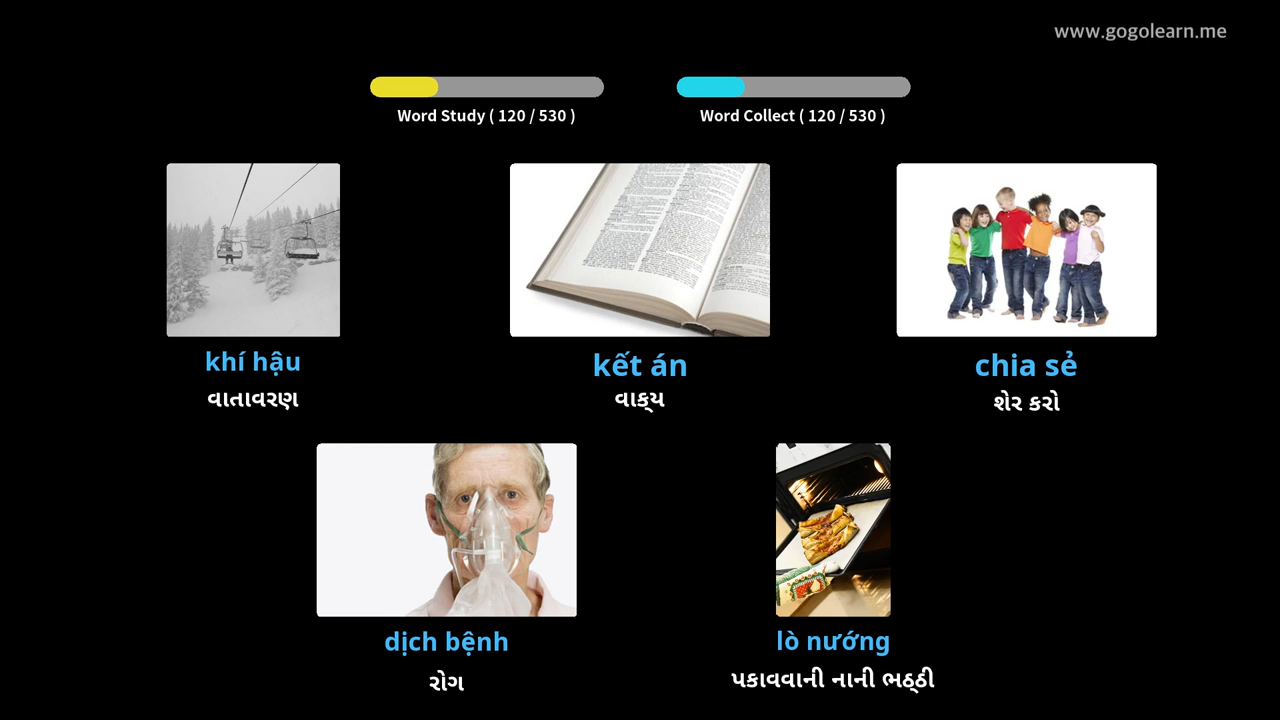 www.gogolearn.me
Word Study ( 120 / 530 )
Word Collect ( 120 / 530 )
khí hậu
વાતાવરણ
kết án
વાક્ય
chia sẻ
શેર કરો
dịch bệnh
રોગ
lò nướng
પકાવવાની નાની ભઠ્ઠી